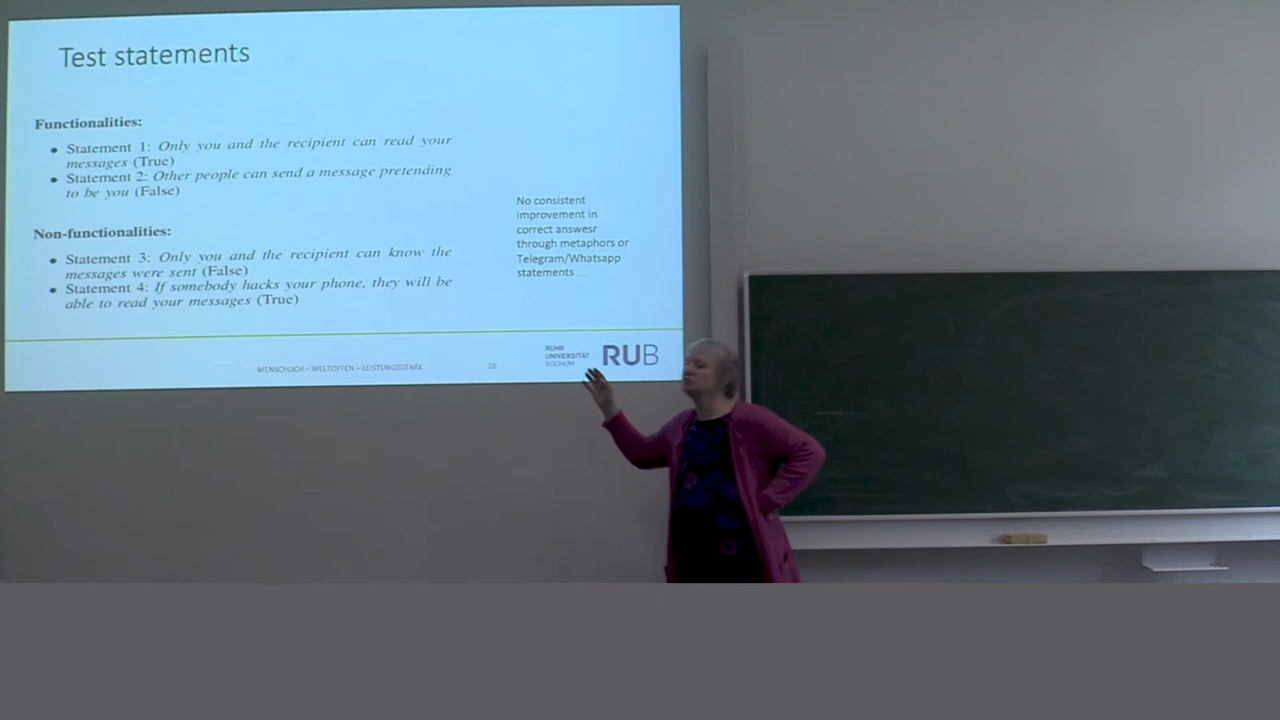 Test statements
Functionalities:
• Statement 1: Only you and the recipient can read your
messages (True)
• Statement 2: Other people can send a message pretending
to be you (False)
Non-functionalities:
• Statement 3: Only you and the recipient can know the
messages were sent (False)
• Statement 4: If somebody hacks your phone, they will be
able to read your messages (True)
No consistent
improvement in
correct answesr
through metaphors or
Telegram/Whatsapp
statements ...
MENSCHLICH – WELTOFFEN – LEISTUNGSSTARK
28
RUHR
UNIVERSITÄT
BOCHUM
RUB